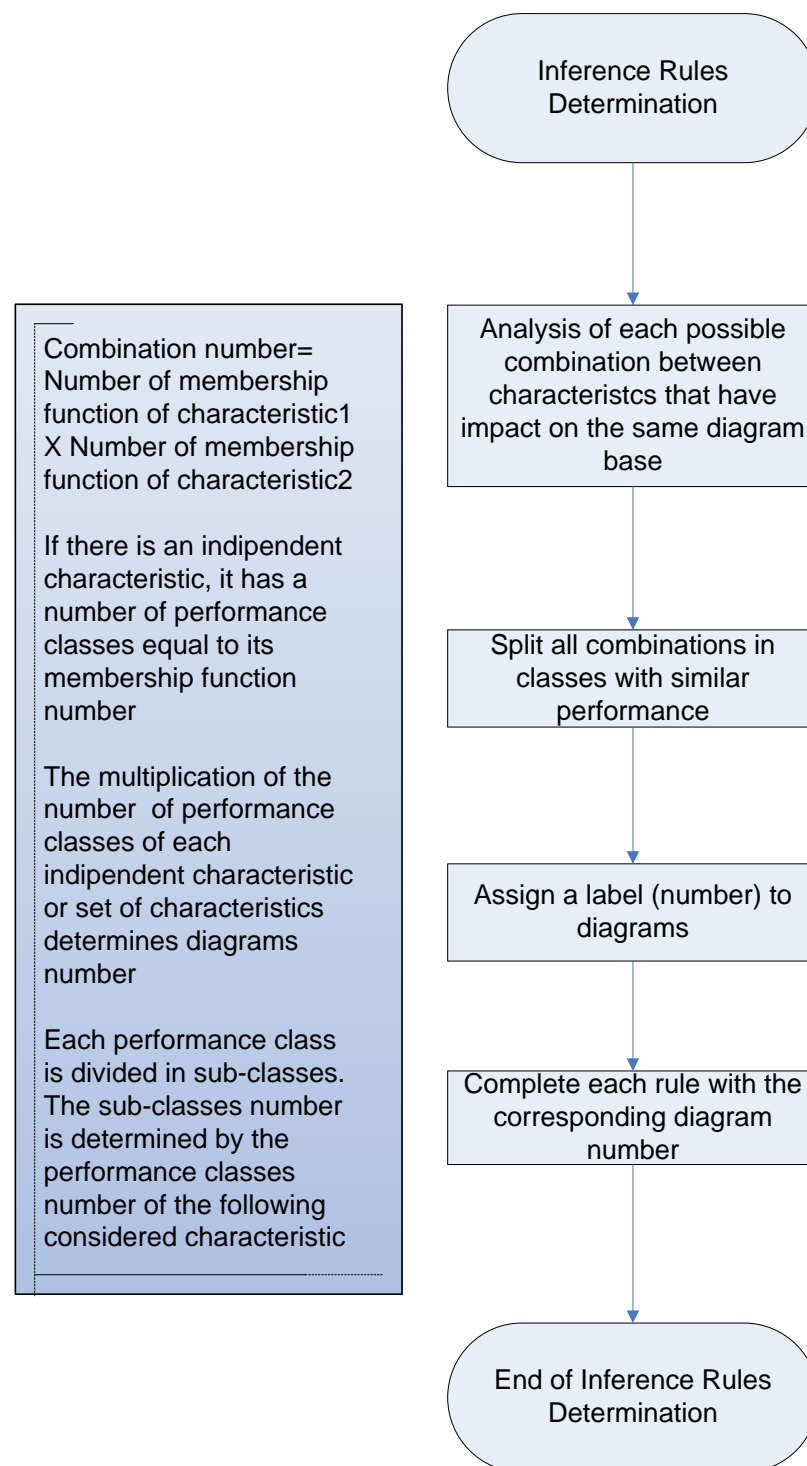 Inference Rules
Determination
Analysis of each possible
combination between
characteristcs that have
impact on the same diagram
base
Split all combinations in
classes with similar
performance
Assign a label (number) to
diagrams
Complete each rule with the
corresponding diagram
number
End of Inference Rules
Determination
Combination number=
Number of membership
function of characteristic1
X Number of membership
function of characteristic2
If there is an indipendent
characteristic, it has a
number of performance
classes equal to its
membership function
number
The multiplication of the
number  of performance
classes of each
indipendent characteristic
or set of characteristics
determines diagrams
number
Each performance class
is divided in sub-classes.
The sub-classes number
is determined by the
performance classes
number of the following
considered characteristic